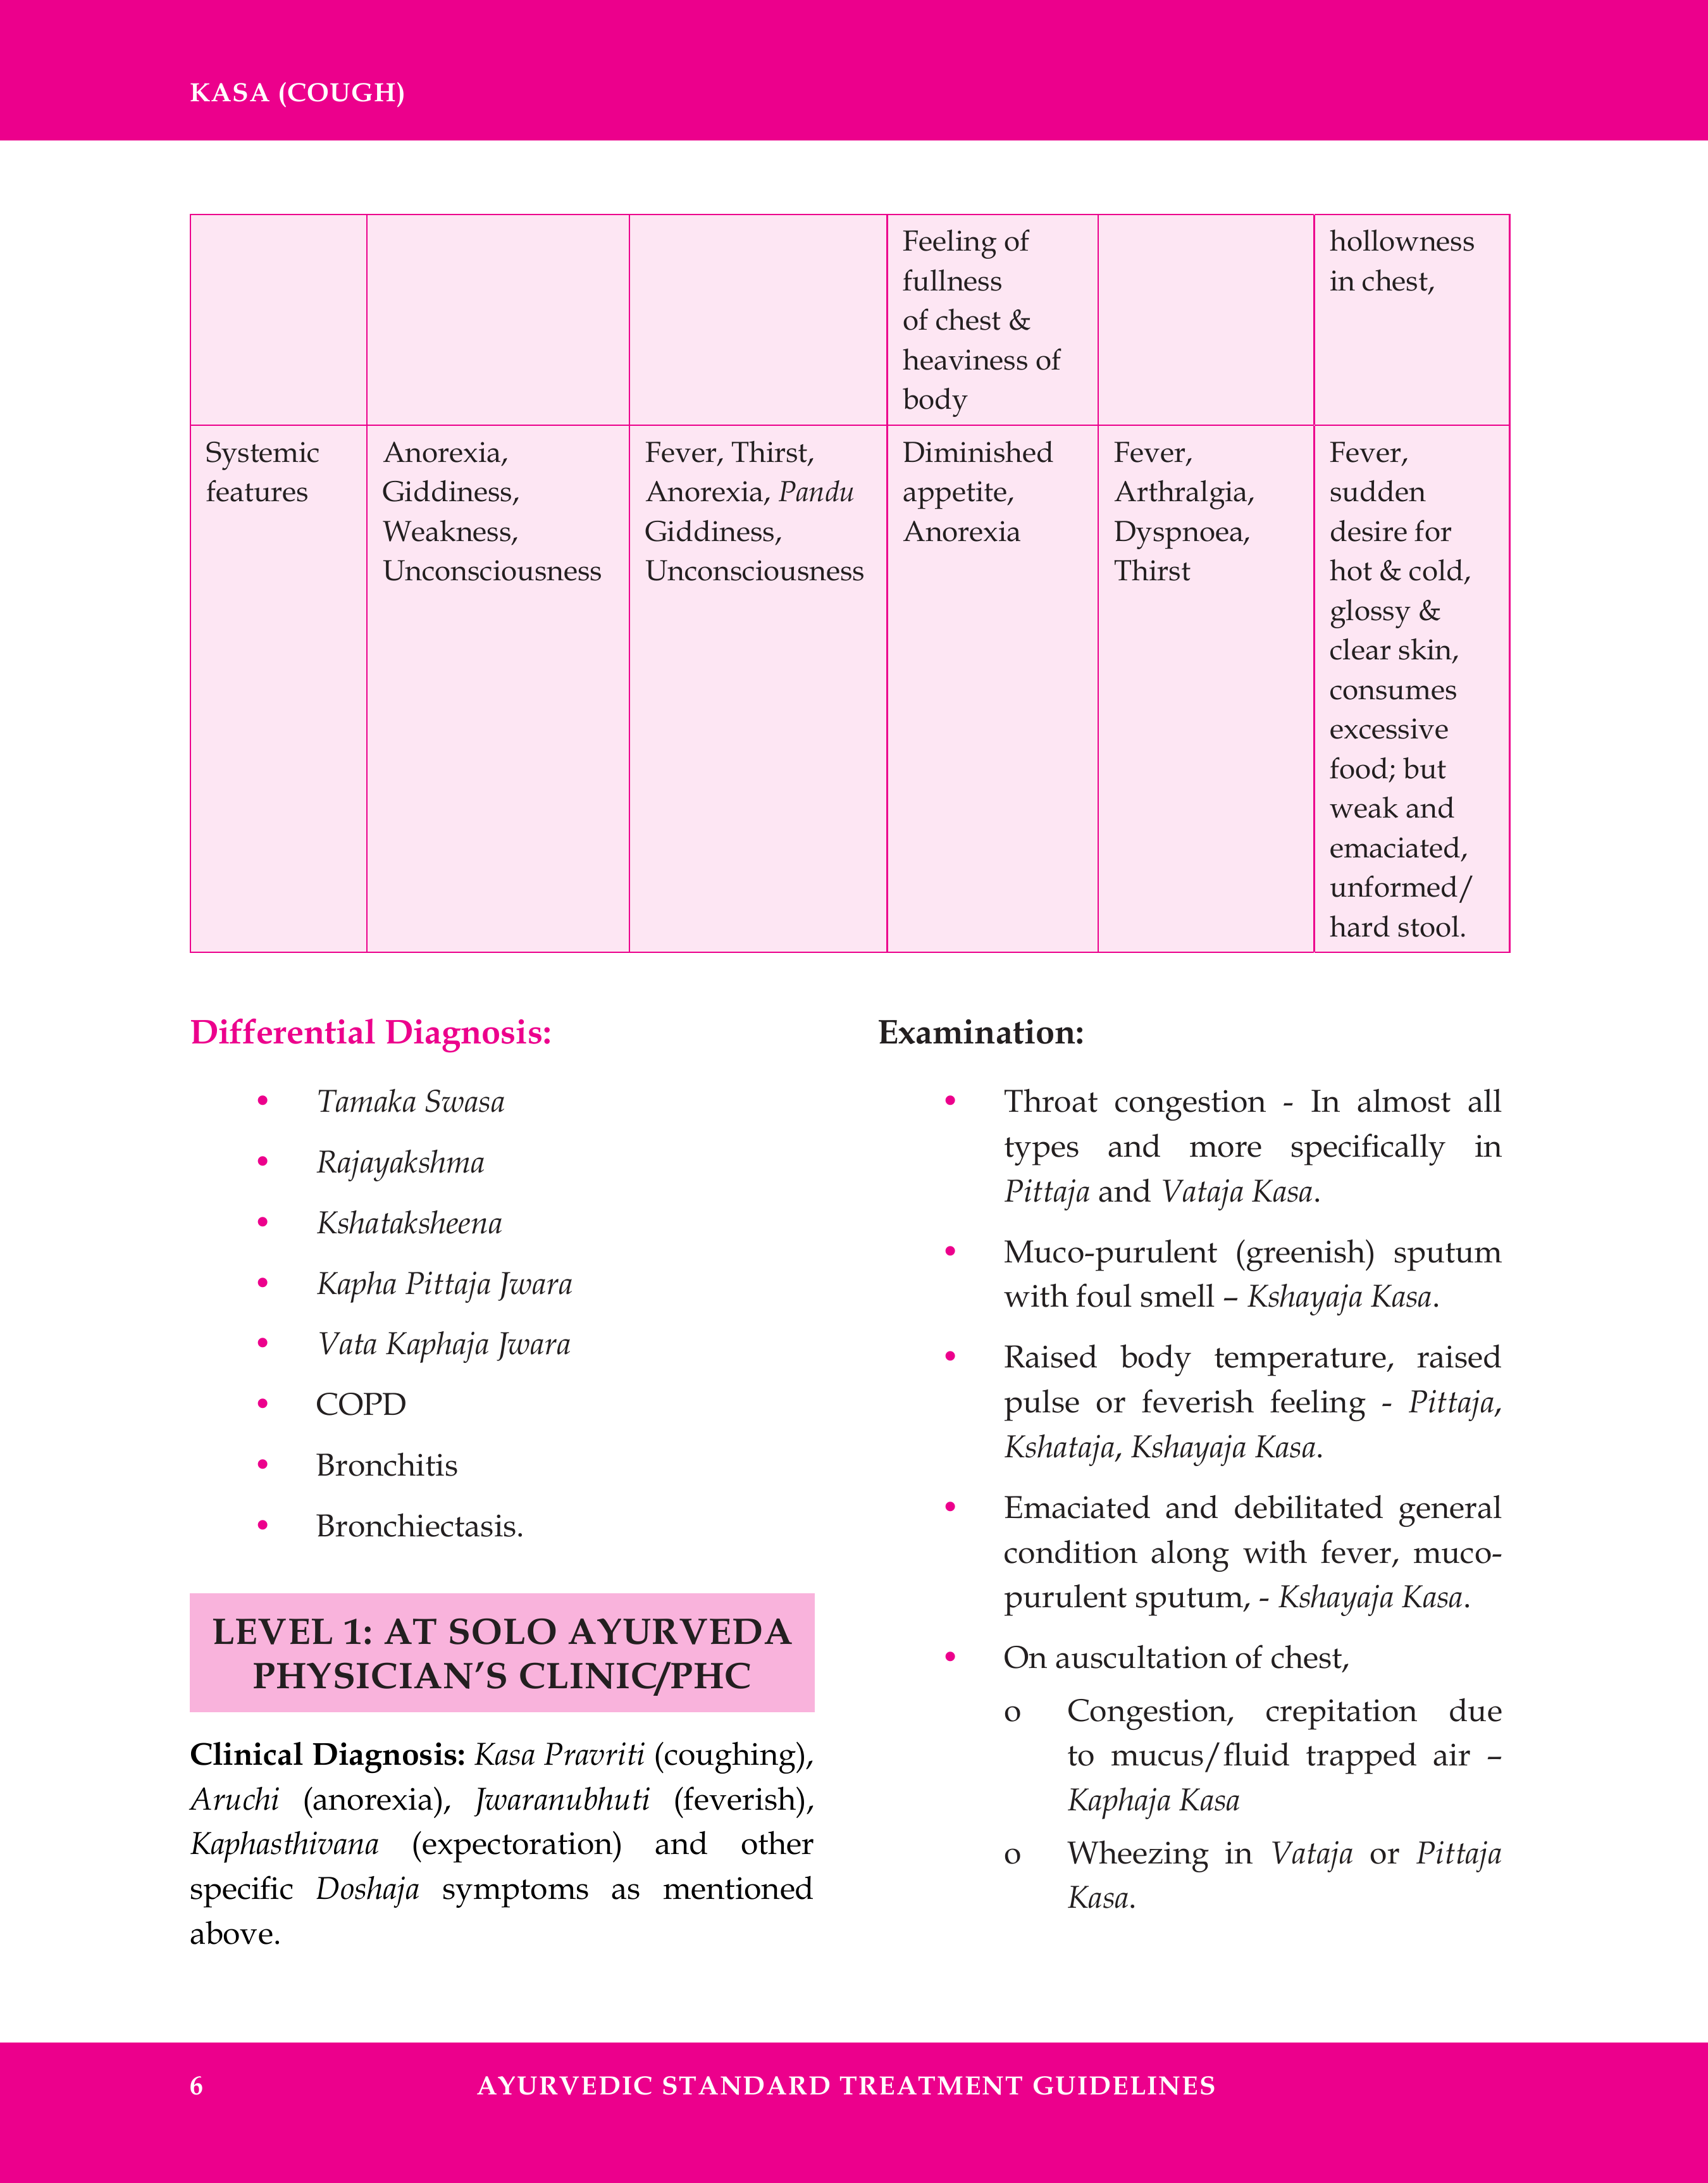 KASA (COUGH)
Feeling of
fullness
of chest &
heaviness of
body
hollowness
in chest,
Systemic
features
Anorexia,
Giddiness,
Weakness,
Unconsciousness
Fever, Thirst,
Anorexia, Pandu
Giddiness,
Unconsciousness
Diminished
appetite,
Anorexia
Fever,
Arthralgia,
Dyspnoea,
Thirst
Fever,
sudden
desire for
hot & cold,
glossy &
clear skin,
consumes
excessive
food; but
weak and
emaciated,
unformed/
hard stool.
Differential Diagnosis:
• Tamaka Swasa
• Rajayakshma
• Kshataksheena
• Kapha Pittaja Jwara
• Vata Kaphaja Jwara
• COPD
• Bronchitis
• Bronchiectasis.
LEVEL 1: AT SOLO AYURVEDA
PHYSICIAN’S CLINIC/PHC
Clinical Diagnosis: Kasa Pravriti (coughing),
Aruchi (anorexia), Jwaranubhuti (feverish),
Kaphasthivana (expectoration) and other
specific Doshaja symptoms as mentioned
above.
Examination:
• Throat congestion - In almost all
types and more specifically in
Pittaja and Vataja Kasa.
• Muco-purulent (greenish) sputum
with foul smell – Kshayaja Kasa.
• Raised body temperature, raised
pulse or feverish feeling - Pittaja,
Kshataja, Kshayaja Kasa.
• Emaciated and debilitated general
condition along with fever, muco-
purulent sputum, - Kshayaja Kasa.
• On auscultation of chest,
o Congestion, crepitation due
to mucus/fluid trapped air –
Kaphaja Kasa
o Wheezing in Vataja or Pittaja
Kasa.
6 AYURVEDIC STANDARD TREATMENT GUIDELINES